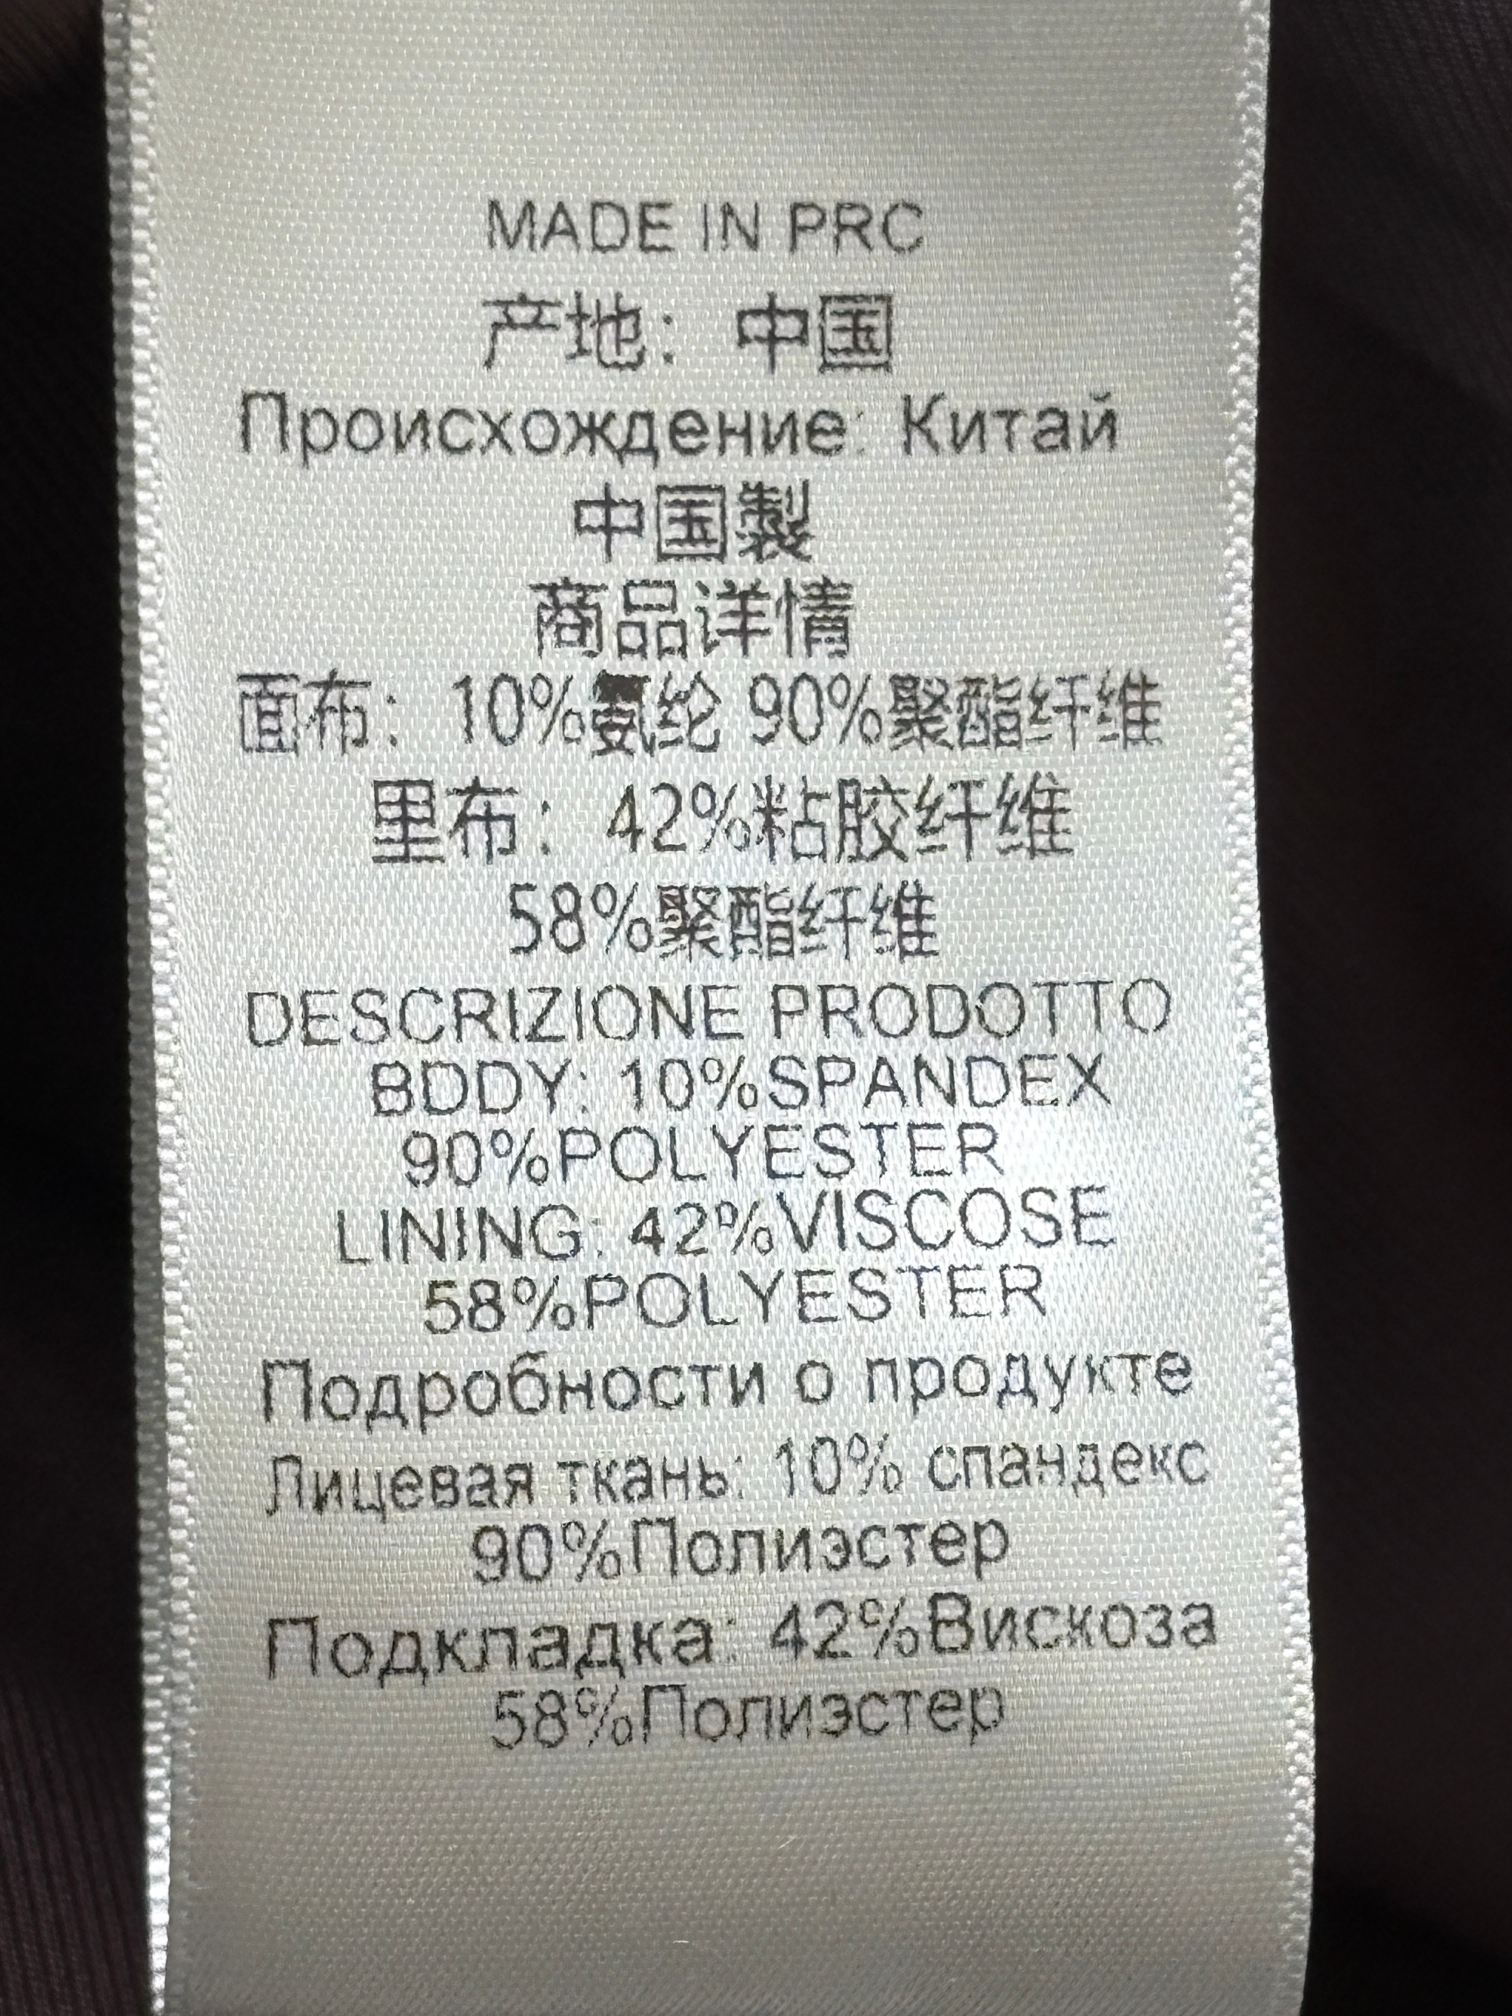 MADE IN PRC
产地：中国
Происхождение: Китай
中国製
商品详情
面布：10%氨纶 90%聚酯纤维
里布：42%粘胶纤维
58%聚酯纤维
DESCRIZIONE PRODOTTO
BDDY: 10%SPANDEX
90%POLYESTER
LINING: 42%VISCOSE
58%POLYESTER
Подробности о продукте
Лицевая ткань: 10% спандекс
90%Полиэстер
Подкладка: 42%Вискоза
58%Полиэстер